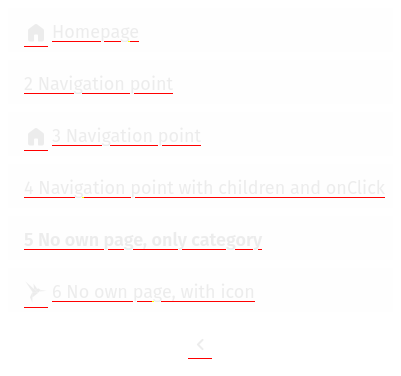 Homepage
2 Navigation point
3 Navigation point
4 Navigation point with children and onClick
5 No own page, only category
6 No own page, with icon